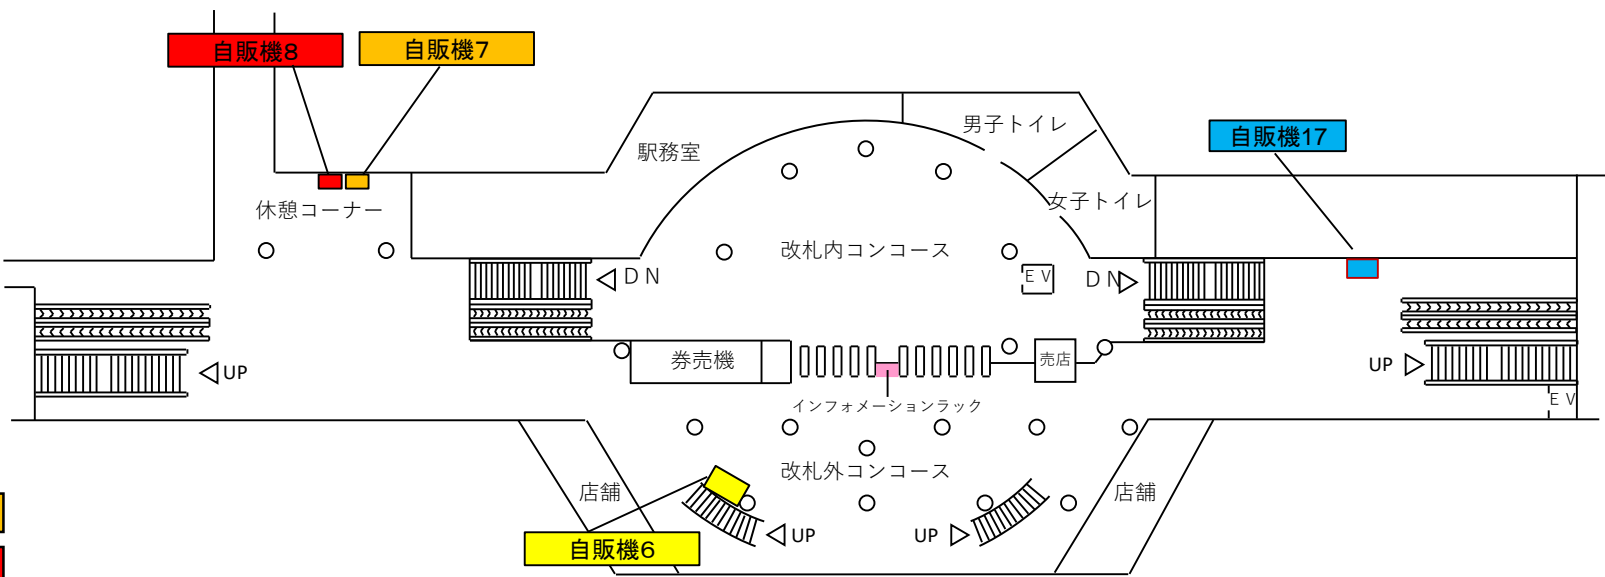 自販機8
自販機7
自販機17
男子トイレ
駅務室
女子トイレ
休憩コーナー
改札内コンコース
ＤＮ
ＥＶ
ＤＮ
券売機
売店
UP
UP
インフォメーションラック
ＥＶ
改札外コンコース
店舗
店舗
UP
UP
自販機6